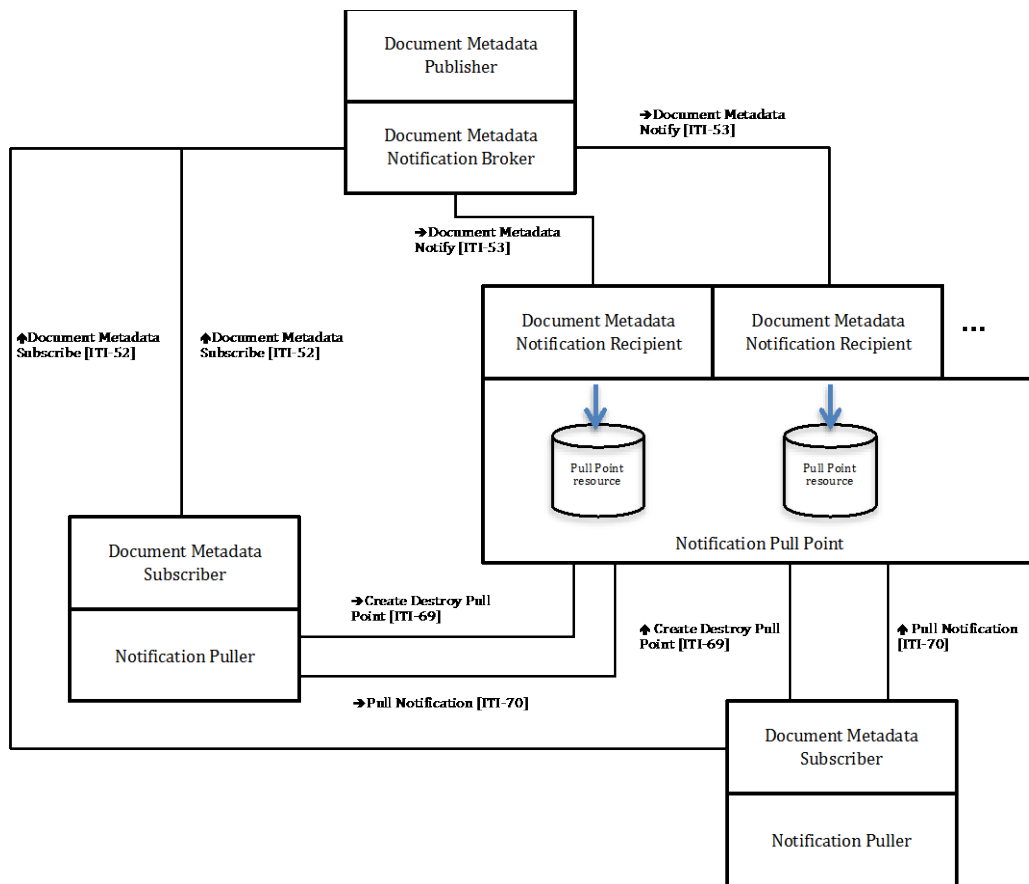 Document Metadata
Publisher
Document Metadata
Notification Broker
➔Document Metadata
Notify [ITI-53]
➔Document Metadata
Notify [ITI-53]
Document Metadata
Notification Recipient
Document Metadata
Notification Recipient
...
🡹Document Metadata
Subscribe [ITI-52]
🡹Document Metadata
Subscribe [ITI-52]
Pull Point
resource
Pull Point
resource
Notification Pull Point
Document Metadata
Subscriber
Notification Puller
➔Create Destroy Pull
Point [ITI-69]
➔Pull Notification [ITI-70]
🡹 Create Destroy Pull
Point [ITI-69]
🡹 Pull Notification
[ITI-70]
Document Metadata
Subscriber
Notification Puller